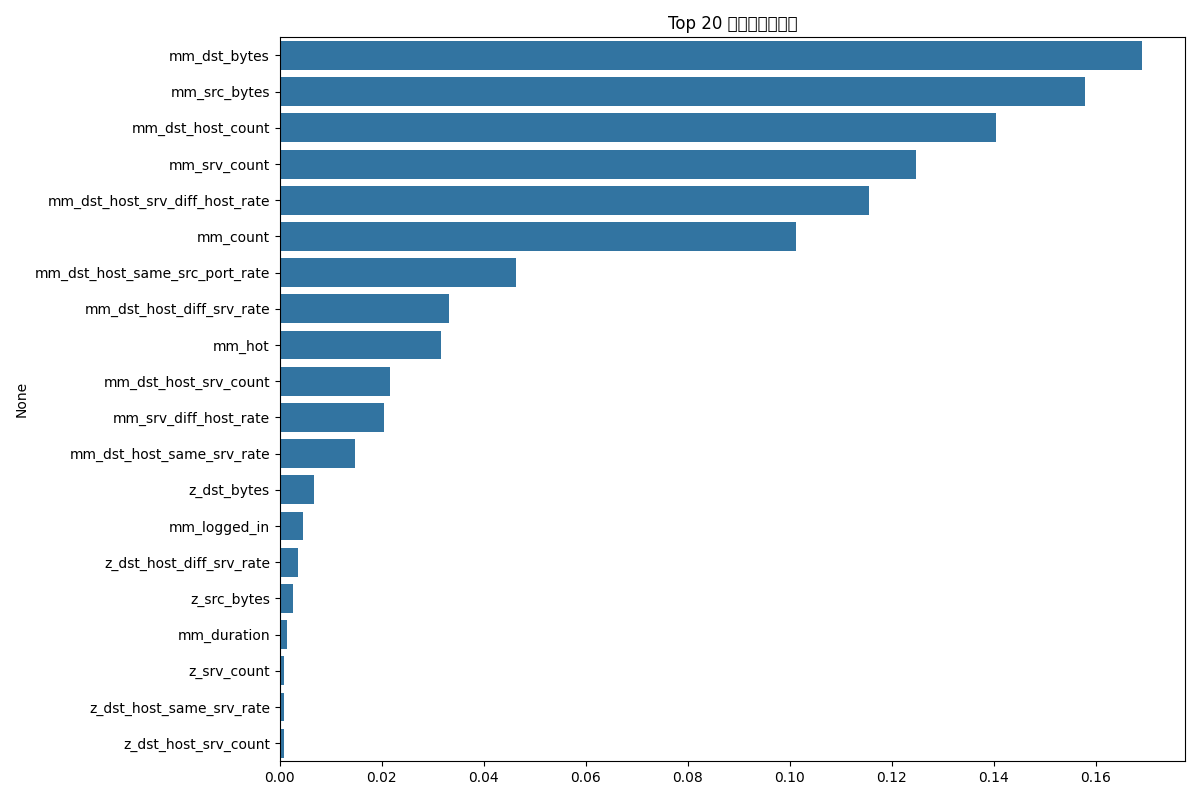 Top 20
mm_dst_bytes
mm_src_bytes
mm_dst_host_count
mm_srv_count
mm_dst_host_srv_diff_host_rate
mm_count
mm_dst_host_same_src_port_rate
mm_dst_host_diff_srv_rate
mm_hot
mm_dst_host_srv_count
mm_srv_diff_host_rate
mm_dst_host_same_srv_rate
z_dst_bytes
mm_logged_in
z_dst_host_diff_srv_rate
z_src_bytes
mm_duration
z_srv_count
z_dst_host_same_srv_rate
z_dst_host_srv_count
None
0.00 0.02 0.04 0.06 0.08 0.10 0.12 0.14 0.16